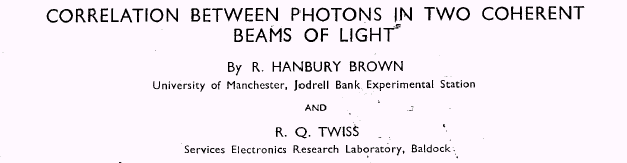 CORRELATION BETWEEN PHOTONS IN TWO COHERENT
BEAMS OF LIGHT
By R. HANBURY BROWN
University of Manchester, Jodrell Bank Experimental Station
AND
R. Q. TWISS
Services Electronics Research Laboratory, Baldock